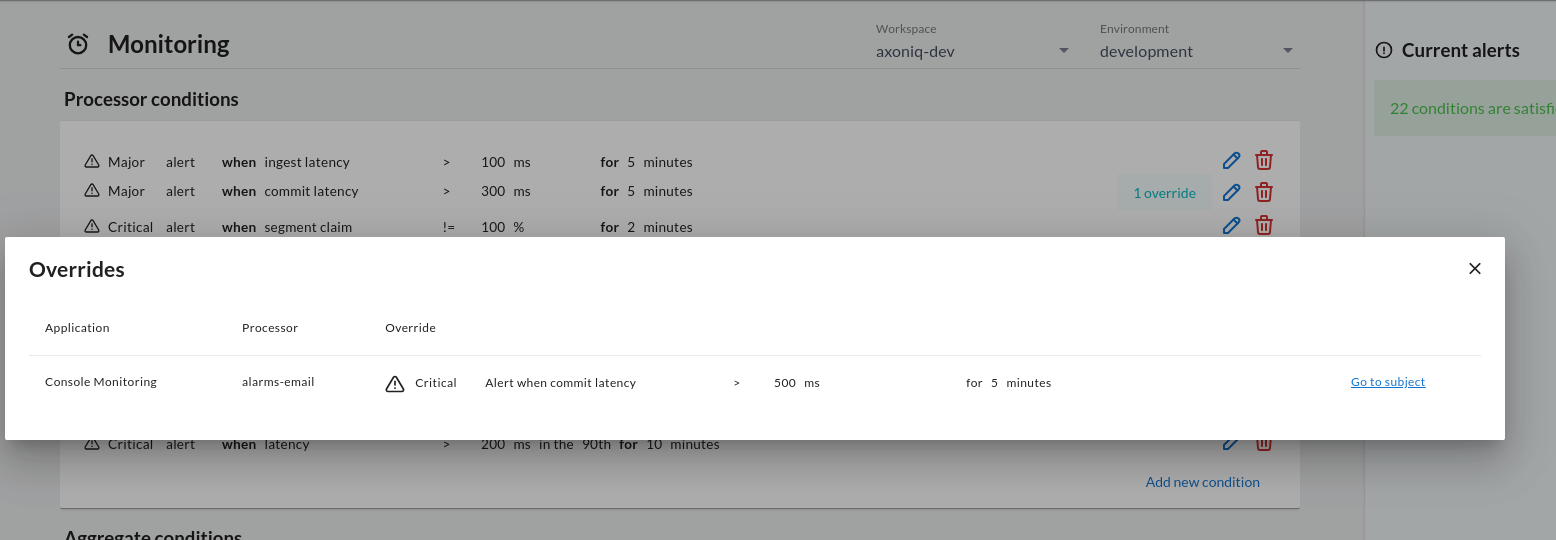 Monitoring
Workspace
axoniq-dev
Environment
development
Current alerts
22 conditions are
Processor conditions
Major alert when ingest latency > 100 ms for 5 minutes
Major alert when commit latency > 300 ms for 5 minutes
1 override
Critical alert when segment claim != 100 % for 2 minutes
Overrides
Application Processor Override
Console Monitoring alarms-email Critical Alert when commit latency > 500 ms for 5 minutes Go to subject
Critical alert when latency > 200 ms in the 90th for 10 minutes
Add new condition
Aggregate conditions